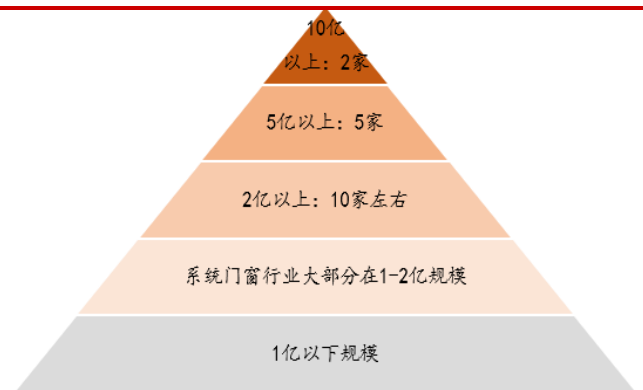 10亿
以上：2家
5亿以上：5家
2亿以上：10家左右
系统门窗行业大部分在1-2亿规模
1亿以下规模